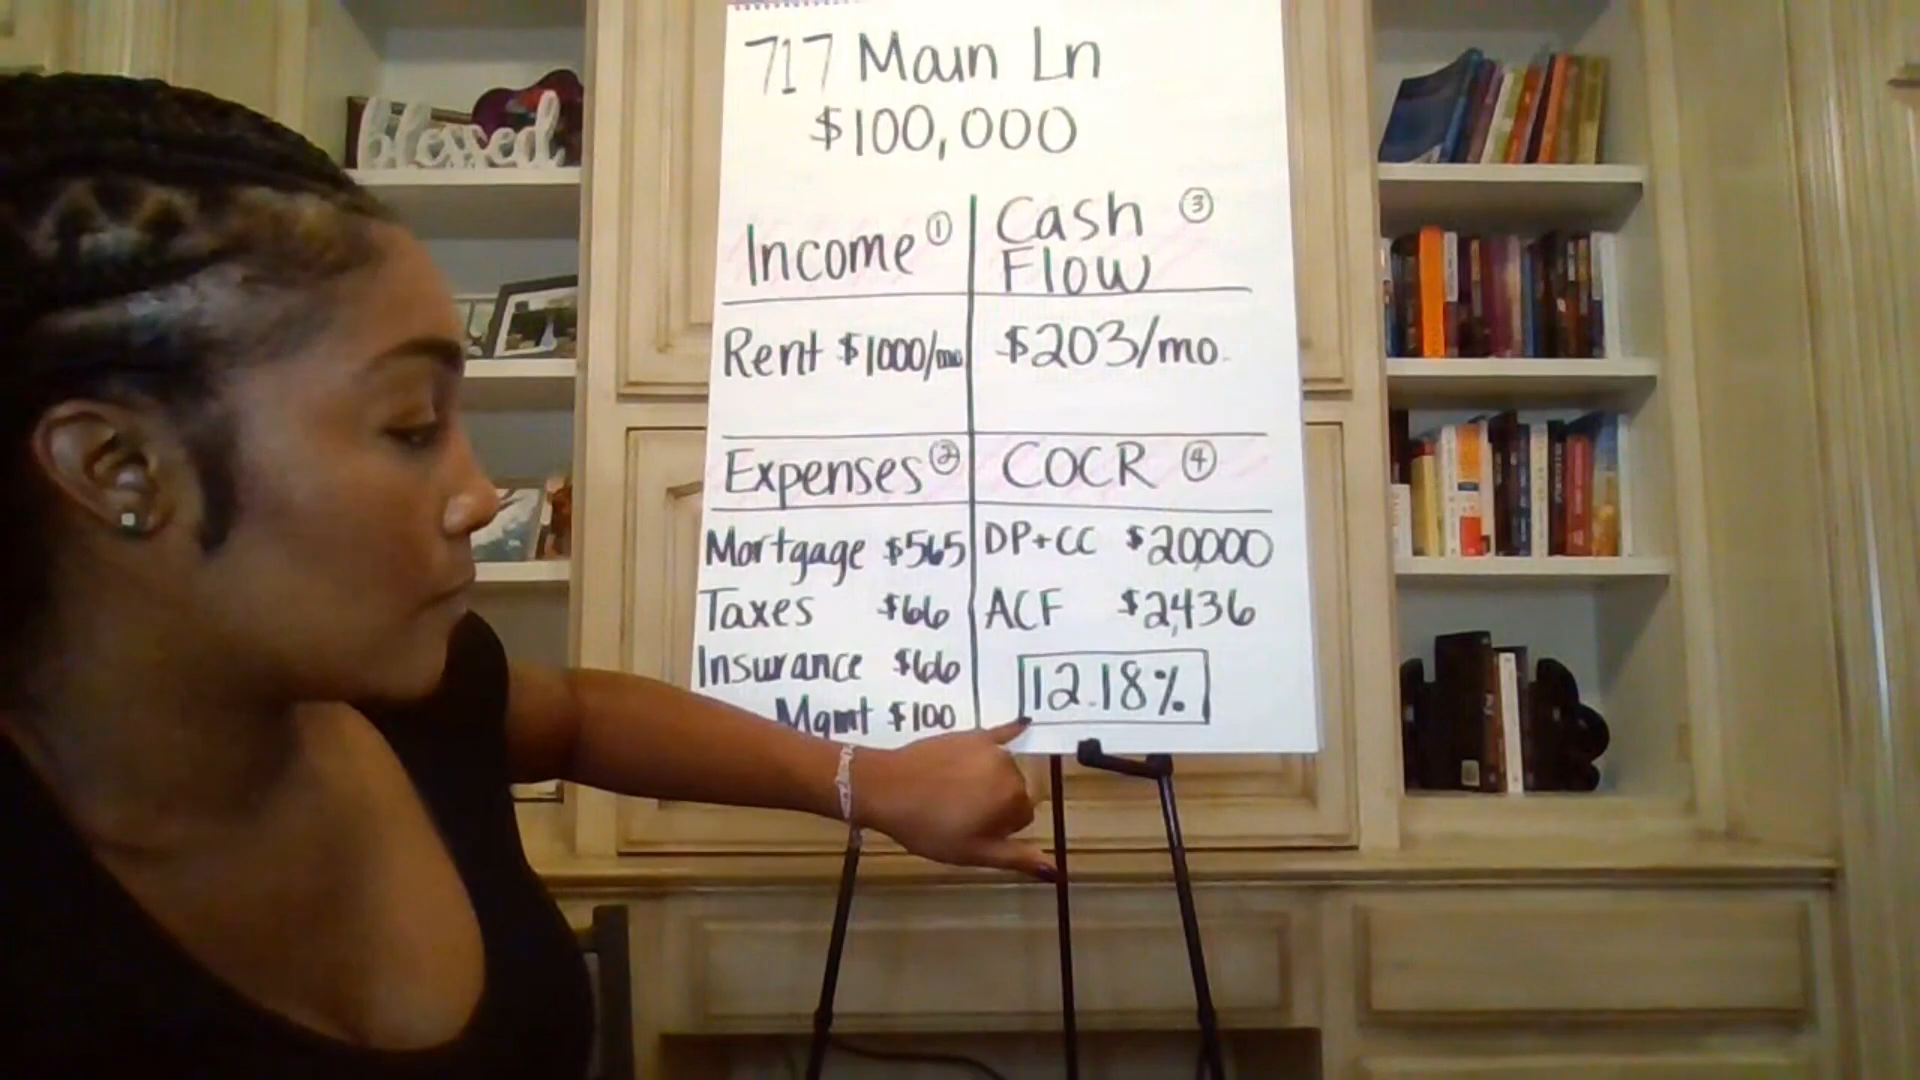 blessed
717 Main Ln
$100,000
Income ①
Rent $1000/mo
Expenses ②
Mortgage $565
Taxes $66
Insurance $66
Mgmt $100
Cash ③
Flow
$203/mo.
COCR ④
DP+CC $20,000
ACF $2,436
12.18%